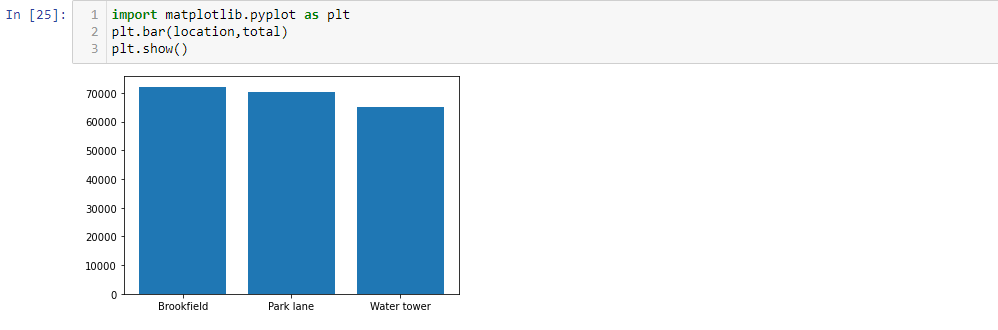 In [25]:
1 import matplotlib.pyplot as plt
2 plt.bar(location,total)
3 plt.show()
70000
60000
50000
40000
30000
20000
10000
0
Brookfield Park lane Water tower